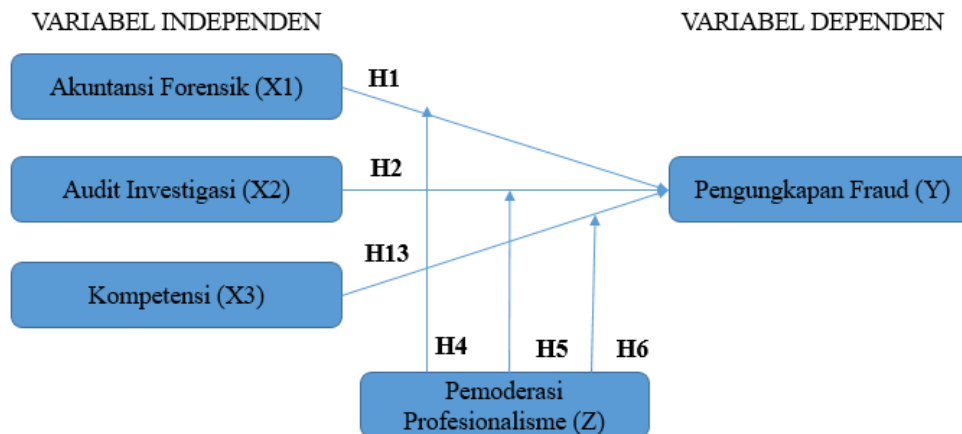 VARIABEL INDEPENDEN
VARIABEL DEPENDEN
Akuntansi Forensik (X1)
H1
Audit Investigasi (X2)
H2
Pengungkapan Fraud (Y)
H13
Kompetensi (X3)
H4
H5
H6
Pemoderasi
Profesionalisme (Z)